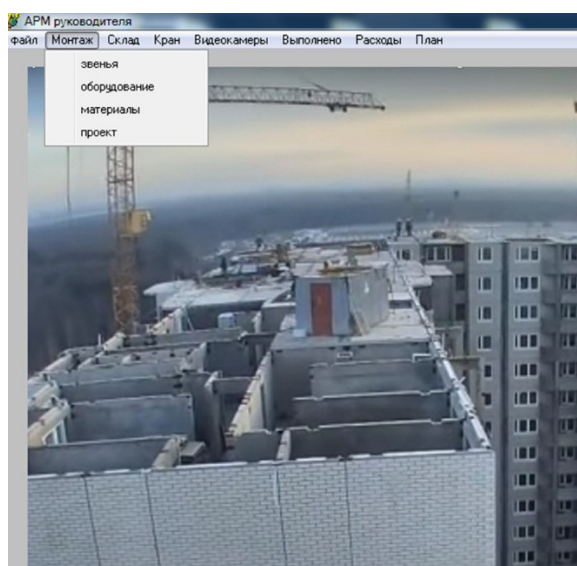 АРМ руководителя
файл Монтаж Склад Кран Видеокамеры Выполнено Расходы План
звенья
оборудование
материалы
проект